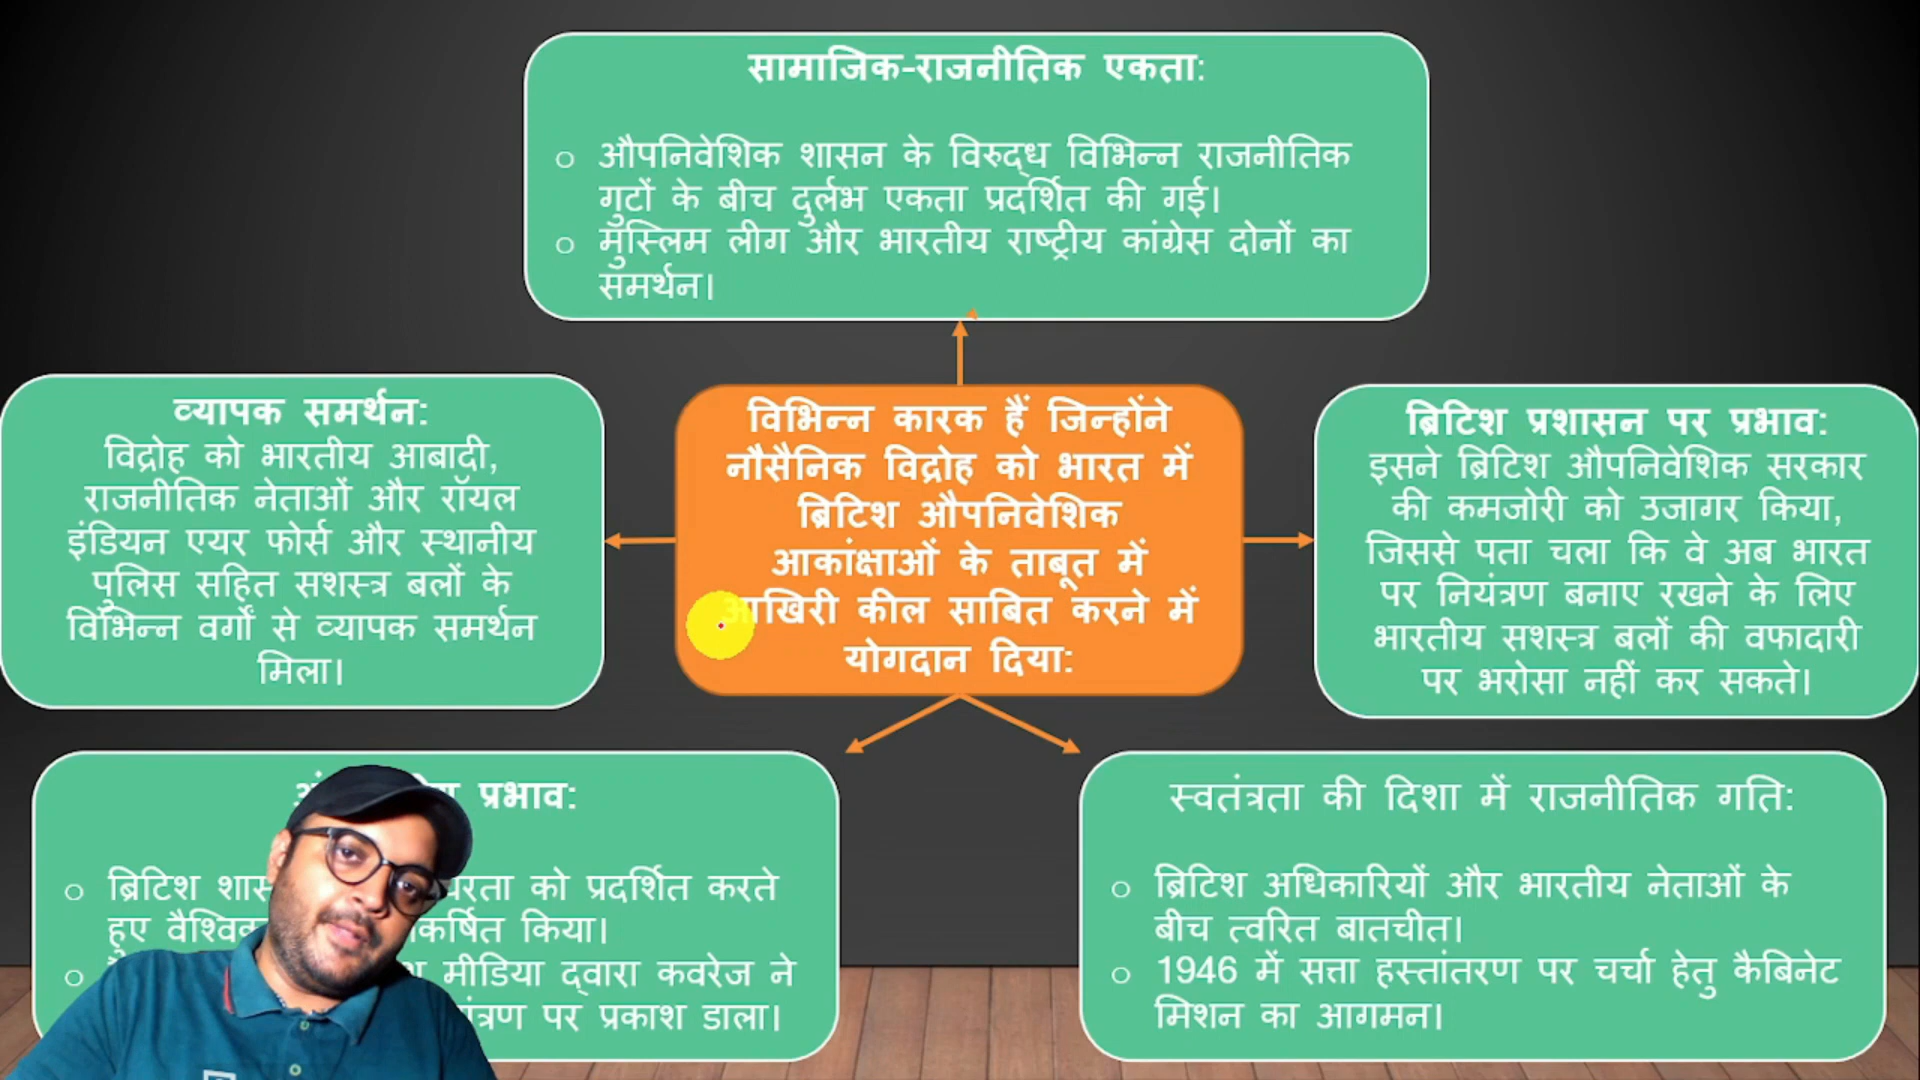 सामाजिक-राजनीतिक एकता:
○ औपनिवेशिक शासन के विरुद्ध विभिन्न राजनीतिक
गुटों के बीच दुर्लभ एकता प्रदर्शित की गई।
○ मुस्लिम लीग और भारतीय राष्ट्रीय कांग्रेस दोनों का
समर्थन।
व्यापक समर्थन:
विद्रोह को भारतीय आबादी,
राजनीतिक नेताओं और रॉयल
इंडियन एयर फोर्स और स्थानीय
पुलिस सहित सशस्त्र बलों के
विभिन्न वर्गों से व्यापक समर्थन
मिला।
विभिन्न कारक हैं जिन्होंने
नौसैनिक विद्रोह को भारत में
ब्रिटिश औपनिवेशिक
आकांक्षाओं के ताबूत में
आखिरी कील साबित करने में
योगदान दिया:
ब्रिटिश प्रशासन पर प्रभाव:
इसने ब्रिटिश औपनिवेशिक सरकार
की कमजोरी को उजागर किया,
जिससे पता चला कि वे अब भारत
पर नियंत्रण बनाए रखने के लिए
भारतीय सशस्त्र बलों की वफादारी
पर भरोसा नहीं कर सकते।
प्रभाव:
○ ब्रिटिश को प्रदर्शित करते
हुए किया।
○ मीडिया द्वारा कवरेज ने
पर प्रकाश डाला।
स्वतंत्रता की दिशा में राजनीतिक गति:
○ ब्रिटिश अधिकारियों और भारतीय नेताओं के
बीच त्वरित बातचीत।
○ 1946 में सत्ता हस्तांतरण पर चर्चा हेतु कैबिनेट
मिशन का आगमन।